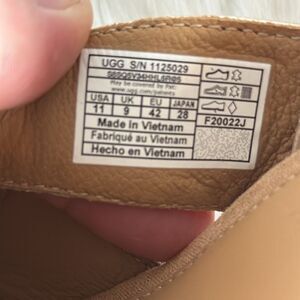 UGG S/N 1125029
May be covered by Pat:
www.ugg.com/patents
USA UK EU JAPAN
11 9 42 28
Made in Vietnam F20022J
Fabriqué au Vietnam
Hecho en Vietnam